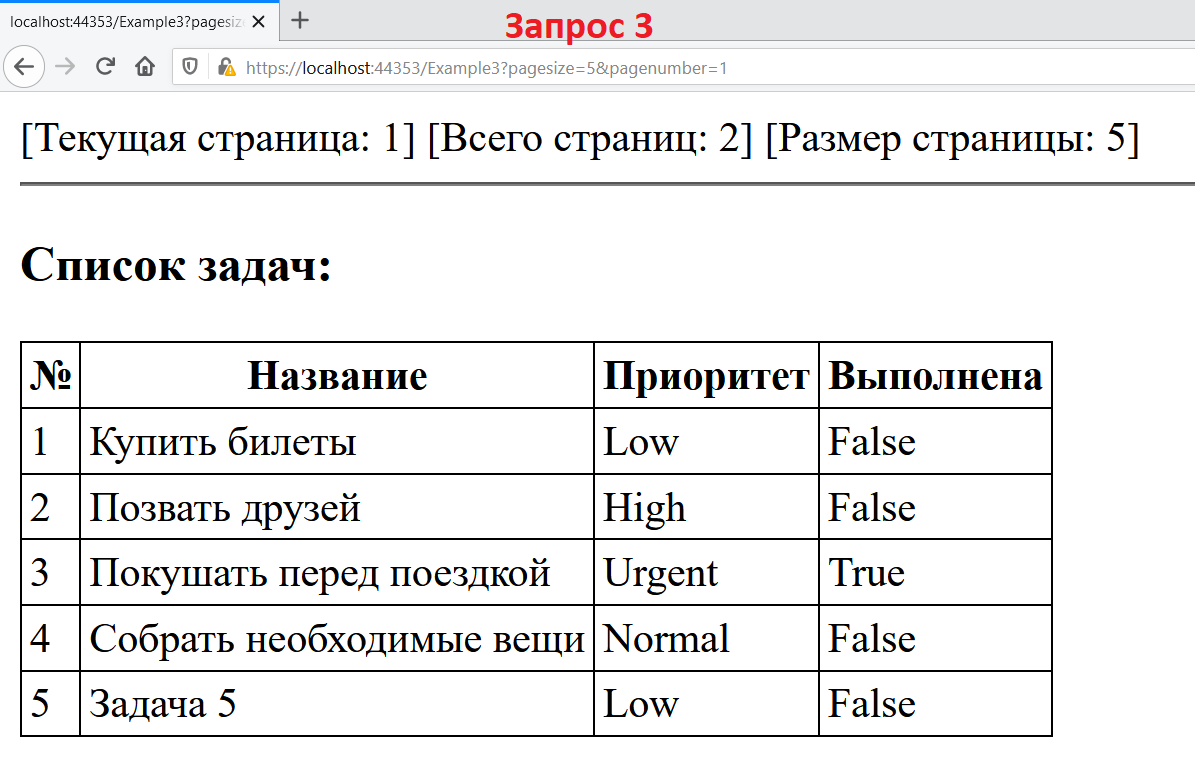 localhost:44353/Example3?pagesiz
Запрос 3
https://localhost:44353/Example3?pagesize=5&pagenumber=1
[Текущая страница: 1] [Всего страниц: 2] [Размер страницы: 5]
Список задач:
№ Название Приоритет Выполнена
1 Купить билеты Low False
2 Позвать друзей High False
3 Покушать перед поездкой Urgent True
4 Собрать необходимые вещи Normal False
5 Задача 5 Low False